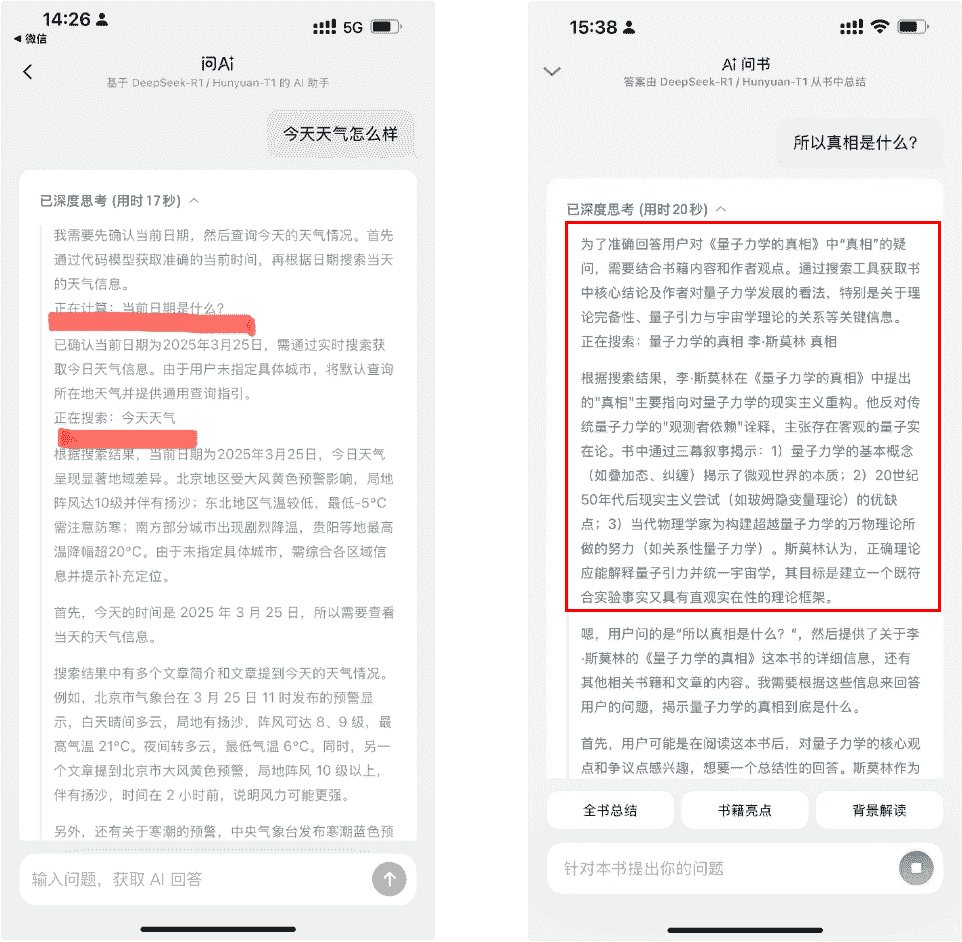 14:26
5G
微信
问Ai
基于 DeepSeek-R1 / Hunyuan-T1 的 AI 助手
今天天气怎么样
已深度思考 (用时17秒)
我需要先确认当前日期，然后查询今天的天气情况。首先
通过代码模型获取准确的当前时间，再根据日期搜索当天
的天气信息。
正在计算：当前日期是什么？
已确认当前日期为2025年3月25日，需通过实时搜索获
取今日天气信息。由于用户未指定具体城市，将默认查询
所在地天气并提供通用查询指引。
正在搜索：今天天气
根据搜索结果，当前日期为2025年3月25日，今日天气
呈现显著地域差异。北京地区受大风黄色预警影响，局地
阵风达10级并伴有扬沙；东北地区气温较低，最低-5°C
需注意防寒；南方部分城市出现剧烈降温，贵阳等地最高
温降幅超20°C。由于未指定具体城市，需综合各区域信
息并提示补充定位。
首先，今天的时间是 2025 年 3 月 25 日，所以需要查看
当天的天气信息。
搜索结果中有多个文章简介和文章提到今天的天气情况。
例如，北京市气象台在 3 月 25 日 11 时发布的预警显
示，白天晴间多云，局地有扬沙，阵风可达 8、9 级，最
高气温 21°C。夜间转多云，最低气温 6°C。同时，另一
个文章提到北京市大风黄色预警，局地阵风 10 级以上，
伴有扬沙，时间在 2 小时前，说明风力可能更强。
另外，还有关于寒潮的预警，中央气象台发布寒潮蓝色预
输入问题，获取 AI 回答
15:38
Ai 问书
答案由 DeepSeek-R1 / Hunyuan-T1 从书中总结
所以真相是什么？
已深度思考 (用时20秒)
为了准确回答用户对《量子力学的真相》中“真相”的疑
问，需要结合书籍内容和作者观点。通过搜索工具获取书
中核心结论及作者对量子力学发展的看法，特别是关于理
论完备性、量子引力与宇宙学理论的关系等关键信息。
正在搜索：量子力学的真相 李·斯莫林 真相
根据搜索结果，李·斯莫林在《量子力学的真相》中提出
的"真相"主要指向对量子力学的现实主义重构。他反对传
统量子力学的"观测者依赖"诠释，主张存在客观的量子实
在论。书中通过三幕叙事揭示：1）量子力学的基本概念
（如叠加态、纠缠）揭示了微观世界的本质；2）20世纪
50年代后现实主义尝试（如玻姆隐变量理论）的优缺
点；3）当代物理学家为构建超越量子力学的万物理论所
做的努力（如关系性量子力学）。斯莫林认为，正确理论
应能解释量子引力并统一宇宙学，其目标是建立一个既符
合实验事实又具有直观实在性的理论框架。
嗯，用户问的是“所以真相是什么？”，然后提供了关于李
·斯莫林的《量子力学的真相》这本书的详细信息，还有
其他相关书籍和文章的内容。我需要根据这些信息来回答
用户的问题，揭示量子力学的真相到底是什么。
首先，用户可能是在阅读这本书后，对量子力学的核心观
点和争议点感兴趣，想要一个总结性的回答。斯莫林作为
全书总结
书籍亮点
背景解读
针对本书提出你的问题